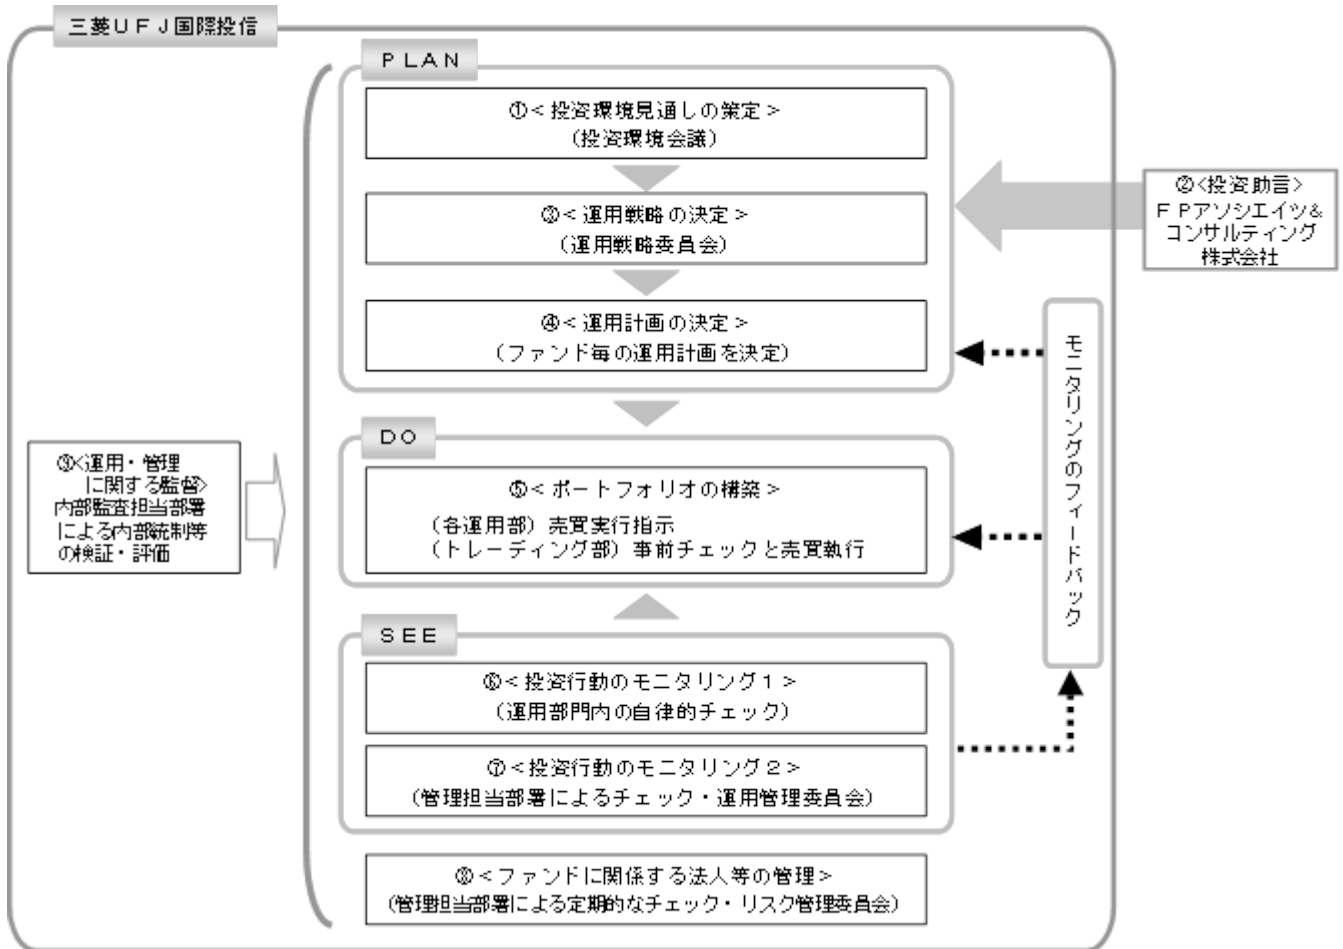 三菱ＵＦＪ国際投信
ＰＬＡＮ
①＜投資環境見通しの策定＞
（投資環境会議）
②＜投資助言＞
ＦＰアソシエイツ＆
コンサルティング
株式会社
③＜運用戦略の決定＞
（運用戦略委員会）
④＜運用計画の決定＞
（ファンド毎の運用計画を決定）
モニタリングのフィードバック
ＤＯ
⑤＜ポートフォリオの構築＞
（各運用部）売買実行指示
（トレーディング部）事前チェックと売買執行
⑨＜運用・管理
に関する監督＞
内部監査担当部署
による内部統制等
の検証・評価
ＳＥＥ
⑥＜投資行動のモニタリング１＞
（運用部門内の自律的チェック）
⑦＜投資行動のモニタリング２＞
（管理担当部署によるチェック・運用管理委員会）
⑧＜ファンドに関係する法人等の管理＞
（管理担当部署による定期的なチェック・リスク管理委員会）